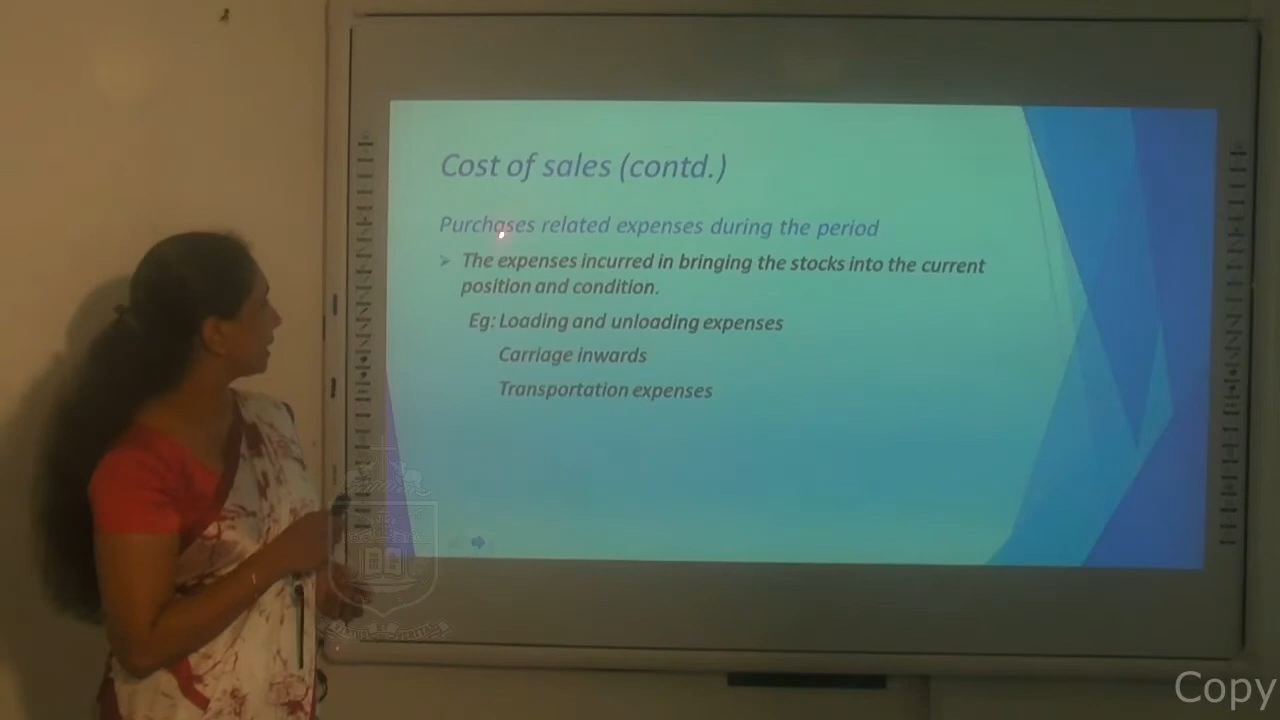 Cost of sales (contd.)
Purchases related expenses during the period
The expenses incurred in bringing the stocks into the current
position and condition.
Eg: Loading and unloading expenses
Carriage inwards
Transportation expenses
Copy